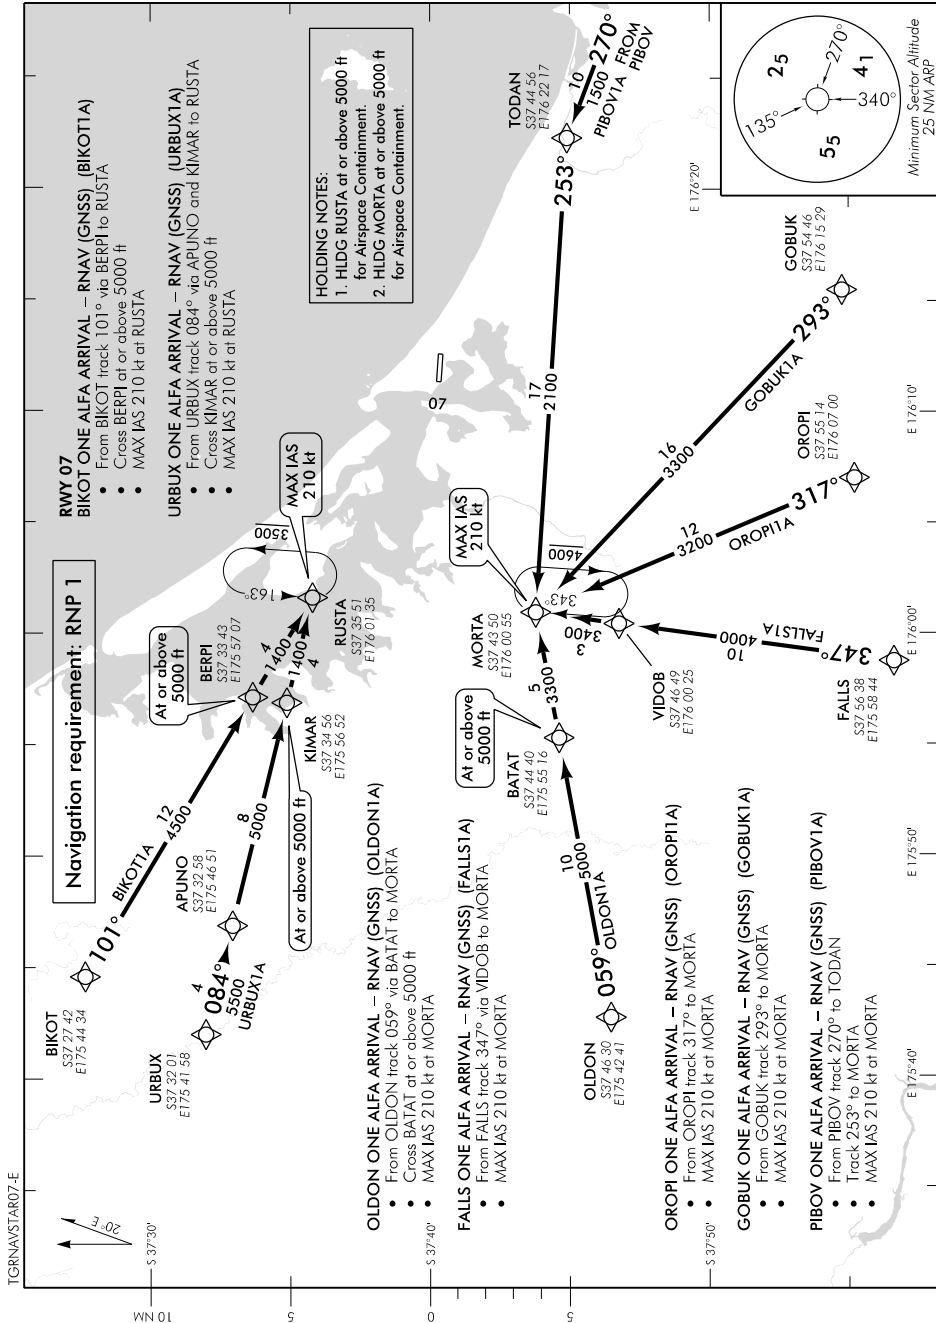 TGRNAVSTAR07-E
20° E
Navigation requirement: RNP 1
RWY 07
BIKOT ONE ALFA ARRIVAL – RNAV (GNSS) (BIKOT1A)
• From BIKOT track 101° via BERPI to RUSTA
• Cross BERPI at or above 5000 ft
• MAX IAS 210 kt at RUSTA
URBUX ONE ALFA ARRIVAL – RNAV (GNSS) (URBUX1A)
• From URBUX track 084° via APUNO and KIMAR to RUSTA
• Cross KIMAR at or above 5000 ft
• MAX IAS 210 kt at RUSTA
HOLDING NOTES:
1. HLDG RUSTA at or above 5000 ft
for Airspace Containment.
2. HLDG MORTA at or above 5000 ft
for Airspace Containment.
BIKOT
S37 27 42
E175 44 34
101°
BIKOT1A
12
4500
URBUX
S37 32 01
E175 41 58
084°
4
5500
URBUX1A
APUNO
S37 32 58
E175 46 51
8
5000
At or above
5000 ft
BERPI
S37 33 43
E175 57 07
4
1400
KIMAR
S37 34 56
E175 56 52
At or above 5000 ft
1400
4
RUSTA
S37 35 51
E176 01 35
MAX IAS
210 kt
163°
3500
07
TODAN
S37 44 56
E176 22 17
10
1500
PIBOV1A
270°
FROM
PIBOV
253°
17
2100
MORTA
S37 43 50
E176 00 55
MAX IAS
210 kt
343°
4600
At or above
5000 ft
BATAT
S37 44 40
E175 55 16
5
3300
OLDON
S37 46 30
E175 42 41
059°
10
5000
OLDON1A
VIDOB
S37 46 49
E176 00 25
3
3400
FALLS
S37 56 38
E175 58 44
347°
10
4000
FALLS1A
OROPI
S37 55 14
E176 07 00
317°
12
3200
OROPI1A
GOBUK
S37 54 46
E176 15 29
293°
16
3300
GOBUK1A
OLDON ONE ALFA ARRIVAL – RNAV (GNSS) (OLDON1A)
• From OLDON track 059° via BATAT to MORTA
• Cross BATAT at or above 5000 ft
• MAX IAS 210 kt at MORTA
FALLS ONE ALFA ARRIVAL – RNAV (GNSS) (FALLS1A)
• From FALLS track 347° via VIDOB to MORTA
• MAX IAS 210 kt at MORTA
OROPI ONE ALFA ARRIVAL – RNAV (GNSS) (OROPI1A)
• From OROPI track 317° to MORTA
• MAX IAS 210 kt at MORTA
GOBUK ONE ALFA ARRIVAL – RNAV (GNSS) (GOBUK1A)
• From GOBUK track 293° to MORTA
• MAX IAS 210 kt at MORTA
PIBOV ONE ALFA ARRIVAL – RNAV (GNSS) (PIBOV1A)
• From PIBOV track 270° to TODAN
• Track 253° to MORTA
• MAX IAS 210 kt at MORTA
135°
270°
340°
25
41
55
Minimum Sector Altitude
25 NM ARP
S 37°30'
S 37°40'
S 37°50'
10 NM
5
0
5
E 175°40'
E 175°50'
E 176°00'
E 176°10'
E 176°20'